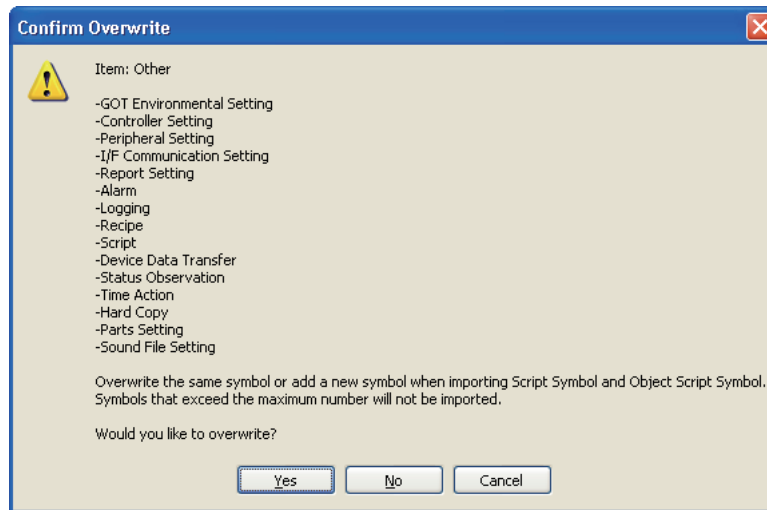 Confirm Overwrite
Item: Other
-GOT Environmental Setting
-Controller Setting
-Peripheral Setting
-I/F Communication Setting
-Report Setting
-Alarm
-Logging
-Recipe
-Script
-Device Data Transfer
-Status Observation
-Time Action
-Hard Copy
-Parts Setting
-Sound File Setting
Overwrite the same symbol or add a new symbol when importing Script Symbol and Object Script Symbol.
Symbols that exceed the maximum number will not be imported.
Would you like to overwrite?
Yes No Cancel